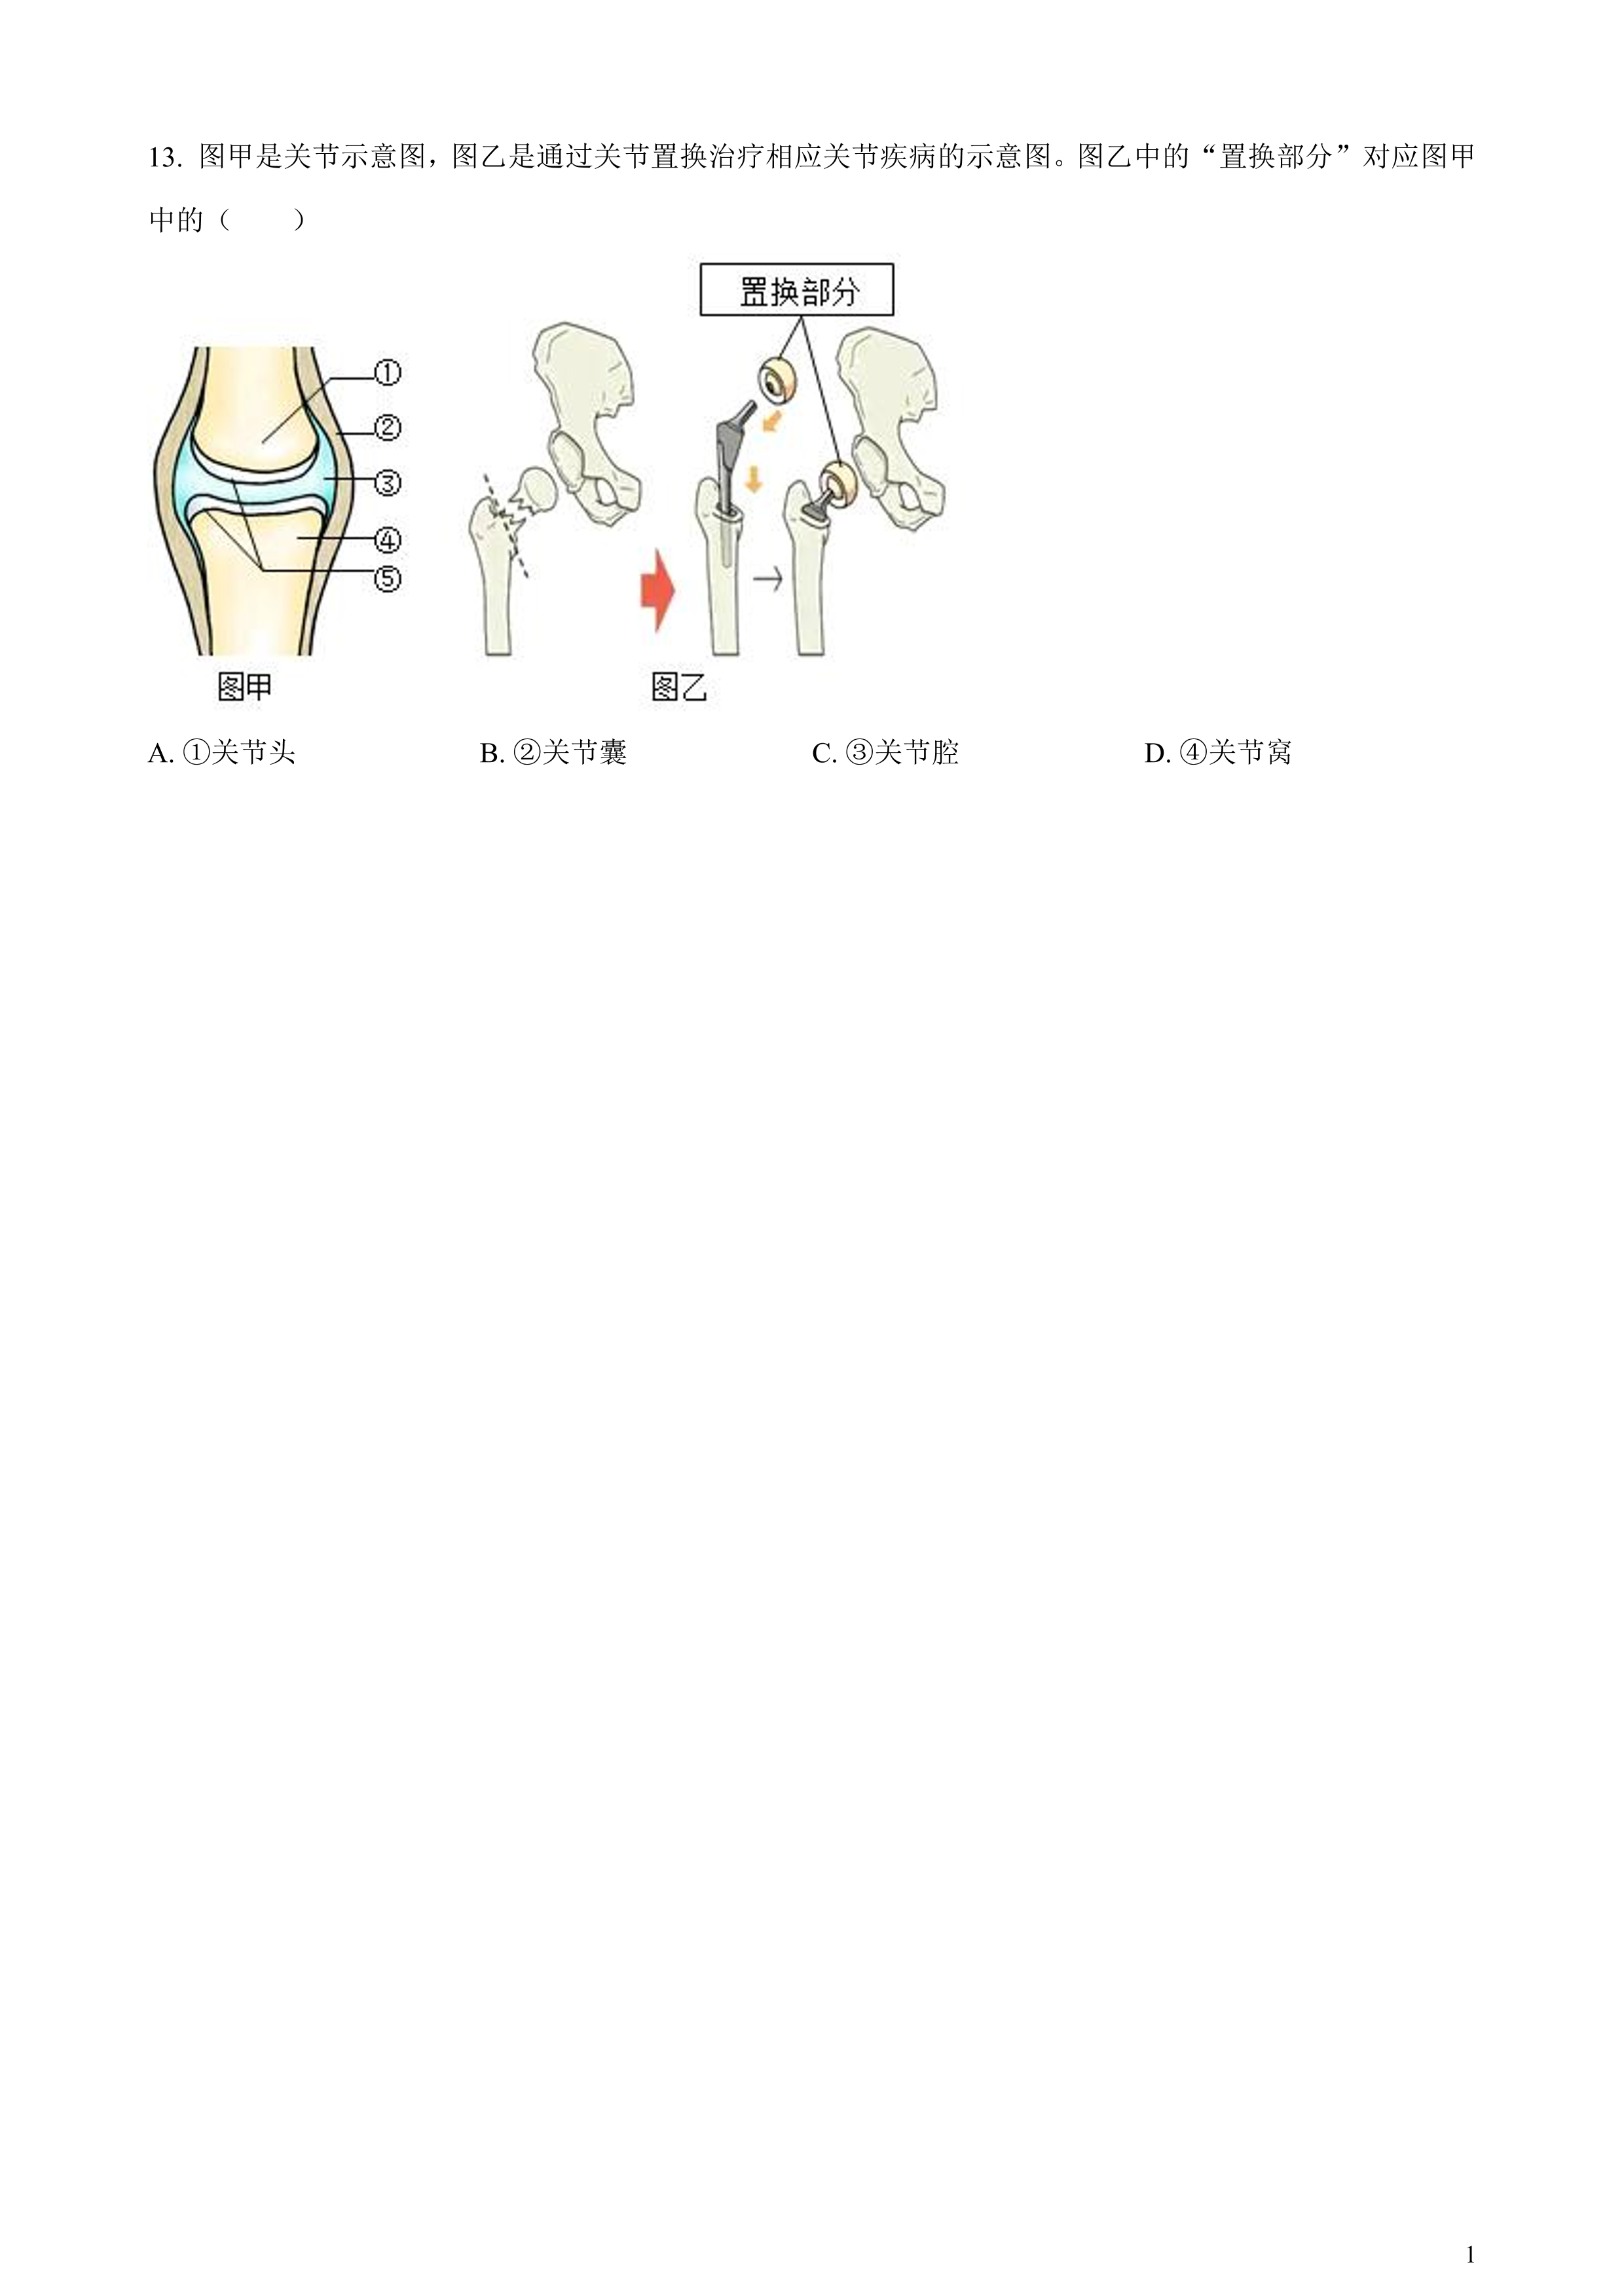 13. 图甲是关节示意图，图乙是通过关节置换治疗相应关节疾病的示意图。图乙中的“置换部分”对应图甲
中的（　　）
置换部分
①
②
③
④
⑤
图甲
图乙
A. ①关节头 B. ②关节囊 C. ③关节腔 D. ④关节窝
1